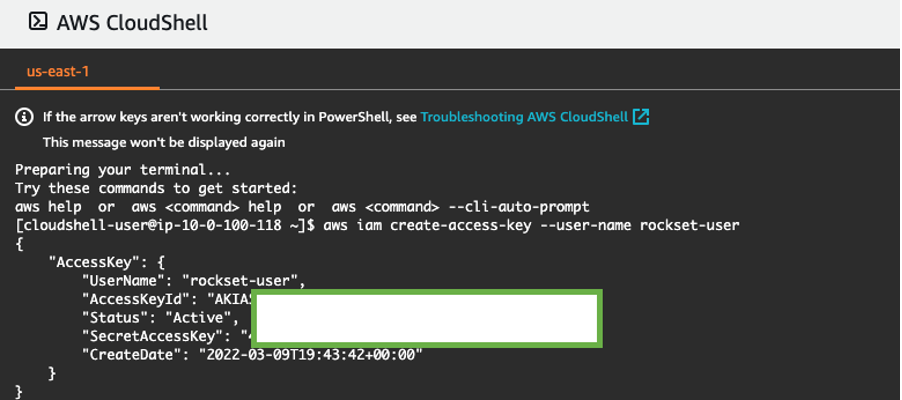 AWS CloudShell
us-east-1
If the arrow keys aren't working correctly in PowerShell, see Troubleshooting AWS CloudShell
This message won't be displayed again
Preparing your terminal...
Try these commands to get started:
aws help  or  aws <command> help  or  aws <command> --cli-auto-prompt
[cloudshell-user@ip-10-0-100-118 ~]$ aws iam create-access-key --user-name rockset-user
{
    "AccessKey": {
        "UserName": "rockset-user",
        "AccessKeyId": "AKIAS
        "Status": "Active",
        "SecretAccessKey": "4
        "CreateDate": "2022-03-09T19:43:42+00:00"
    }
}